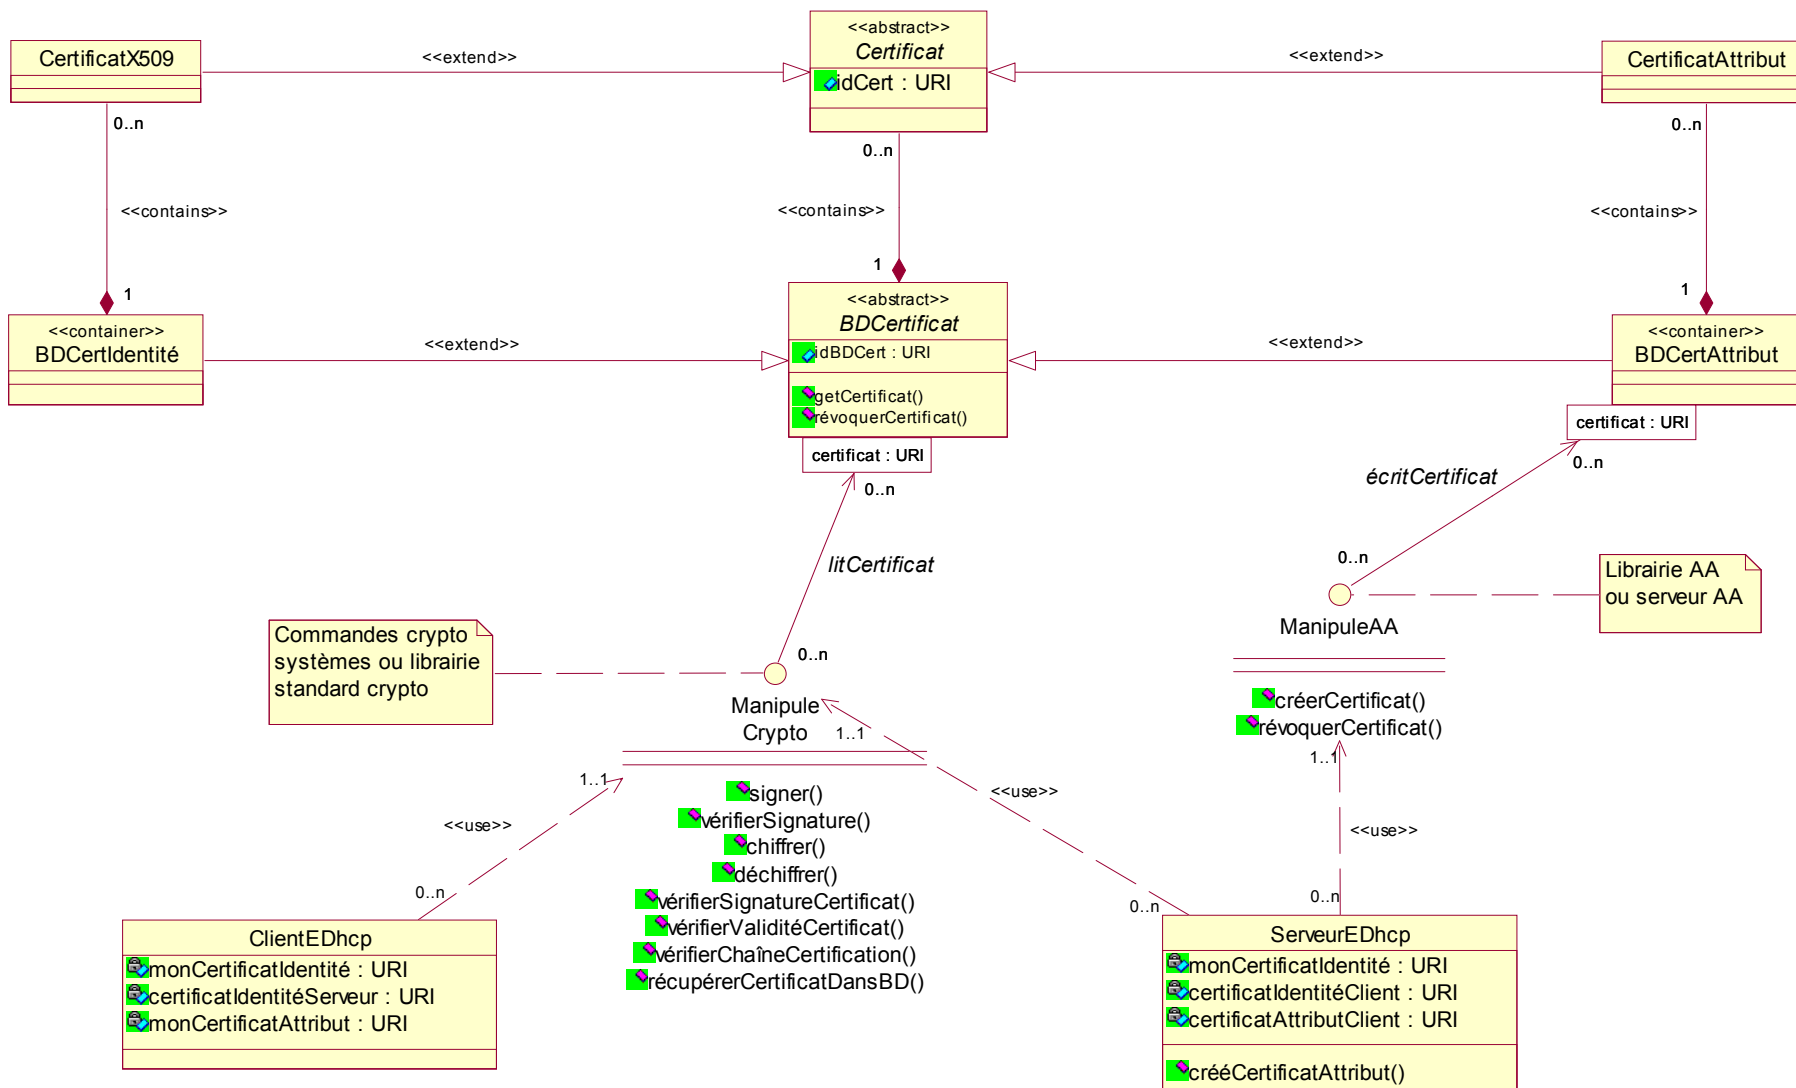 CertificatX509
<<extend>>
<<abstract>>
Certificat
idCert : URI
<<extend>>
CertificatAttribut
0..n
0..n
0..n
<<contains>>
<<contains>>
<<contains>>
1
1
1
<<container>>
BDCertIdentité
<<extend>>
<<abstract>>
BDCertificat
idBDCert : URI
getCertificat()
révoquerCertificat()
certificat : URI
<<extend>>
<<container>>
BDCertAttribut
certificat : URI
0..n
0..n
écritCertificat
litCertificat
0..n
Librairie AA
ou serveur AA
ManipuleAA
créerCertificat()
révoquerCertificat()
1..1
Commandes crypto
systèmes ou librairie
standard crypto
0..n
Manipule
Crypto
1..1
1..1
<<use>>
<<use>>
<<use>>
signer()
vérifierSignature()
chiffrer()
déchiffrer()
vérifierSignatureCertificat()
vérifierValiditéCertificat()
vérifierChaîneCertification()
récupérerCertificatDansBD()
0..n
0..n
0..n
ClientEDhcp
monCertificatIdentité : URI
certificatIdentitéServeur : URI
monCertificatAttribut : URI
ServeurEDhcp
monCertificatIdentité : URI
certificatIdentitéClient : URI
certificatAttributClient : URI
crééCertificatAttribut()